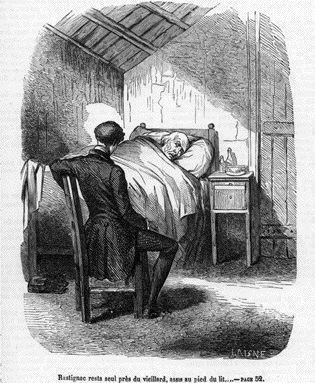 LAISNÉ
Rastignac resta seul près du vieillard, assis au pied du lit....—PAGE 52.